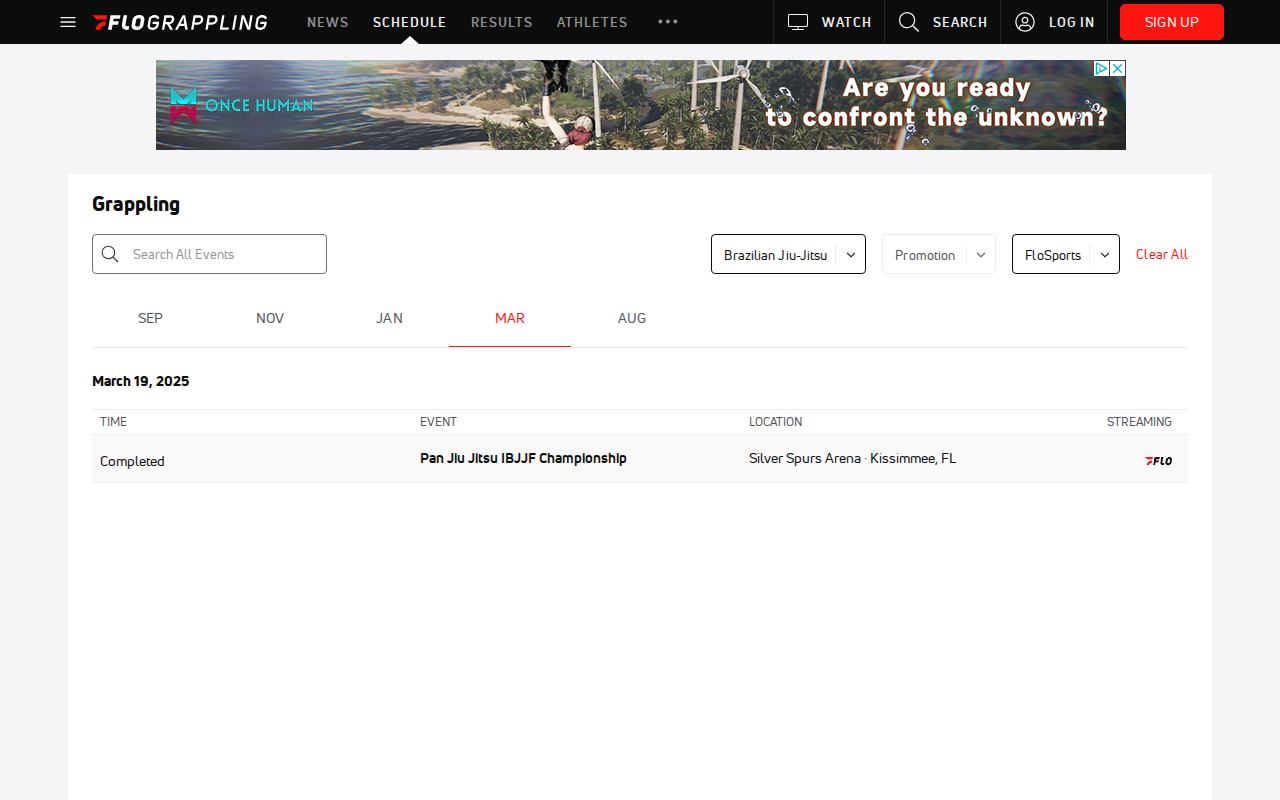 FLOGRAPPLING NEWS SCHEDULE RESULTS ATHLETES WATCH SEARCH LOG IN SIGN UP
ONCE HUMAN
Are you ready
to confront the unknown?
Grappling
Search All Events
Brazilian Jiu-Jitsu Promotion FloSports Clear All
SEP NOV JAN MAR AUG
March 19, 2025
TIME EVENT LOCATION STREAMING
Completed Pan Jiu Jitsu IBJJF Championship Silver Spurs Arena · Kissimmee, FL FLO